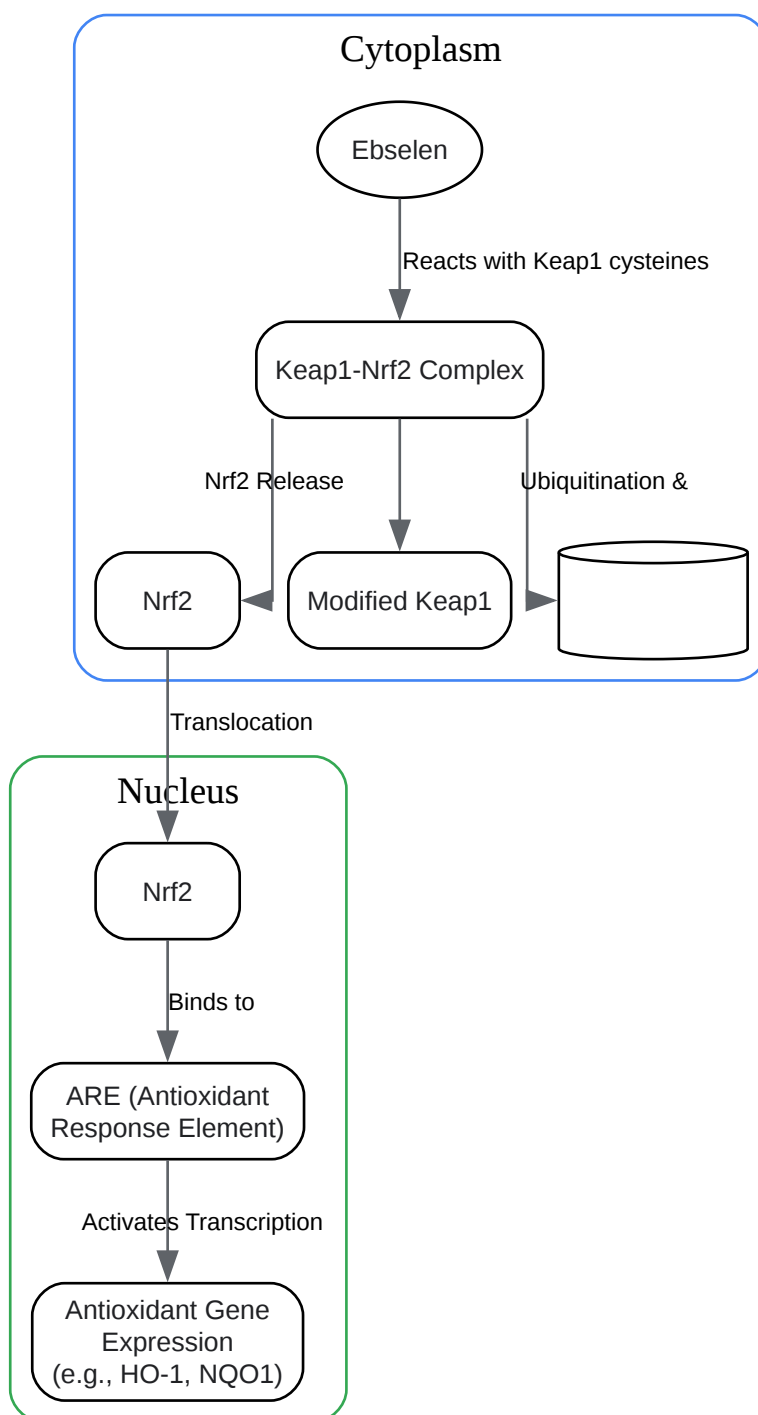 Cytoplasm
Ebselen
Reacts with Keap1 cysteines
Keap1-Nrf2 Complex
Nrf2 Release
Ubiquitination &
Nrf2
Modified Keap1
Translocation
Nucleus
Nrf2
Binds to
ARE (Antioxidant
Response Element)
Activates Transcription
Antioxidant Gene
Expression
(e.g., HO-1, NQO1)